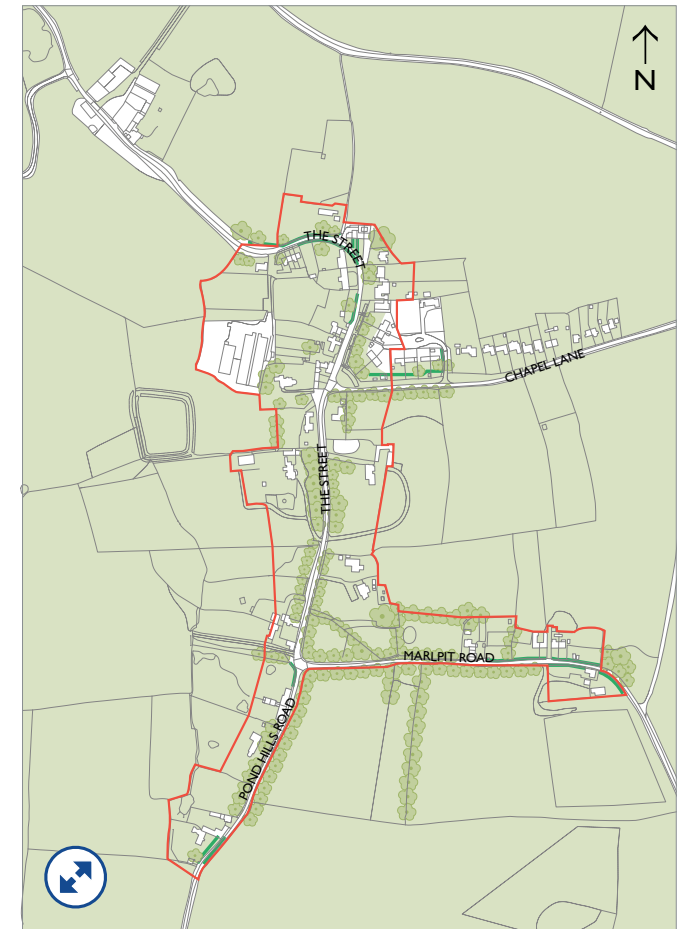 N
THE STREET
CHAPEL LANE
THE STREET
MARLPIT ROAD
POND HILLS ROAD